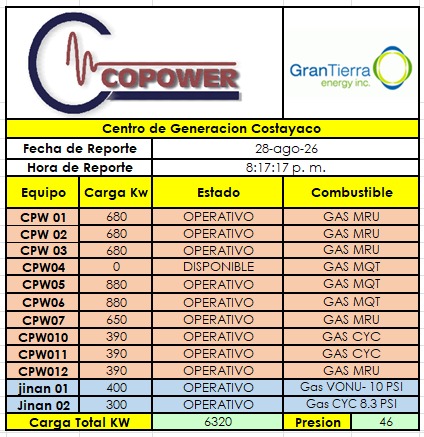 COPOWER
GranTierra
energy inc.
Centro de Generacion Costayaco
Fecha de Reporte 28-ago-26
Hora de Reporte 8:17:17 p. m.
Equipo Carga Kw Estado Combustible
CPW 01 680 OPERATIVO GAS MRU
CPW 02 680 OPERATIVO GAS MRU
CPW 03 680 OPERATIVO GAS MRU
CPW04 0 DISPONIBLE GAS MQT
CPW05 880 OPERATIVO GAS MQT
CPW06 880 OPERATIVO GAS MQT
CPW07 650 OPERATIVO GAS MRU
CPW010 390 OPERATIVO GAS CYC
CPW011 390 OPERATIVO GAS CYC
CPW012 390 OPERATIVO GAS MRU
jinan 01 400 OPERATIVO Gas VONU- 10 PSI
Jinan 02 300 OPERATIVO Gas CYC 8.3 PSI
Carga Total KW 6320 Presion 46